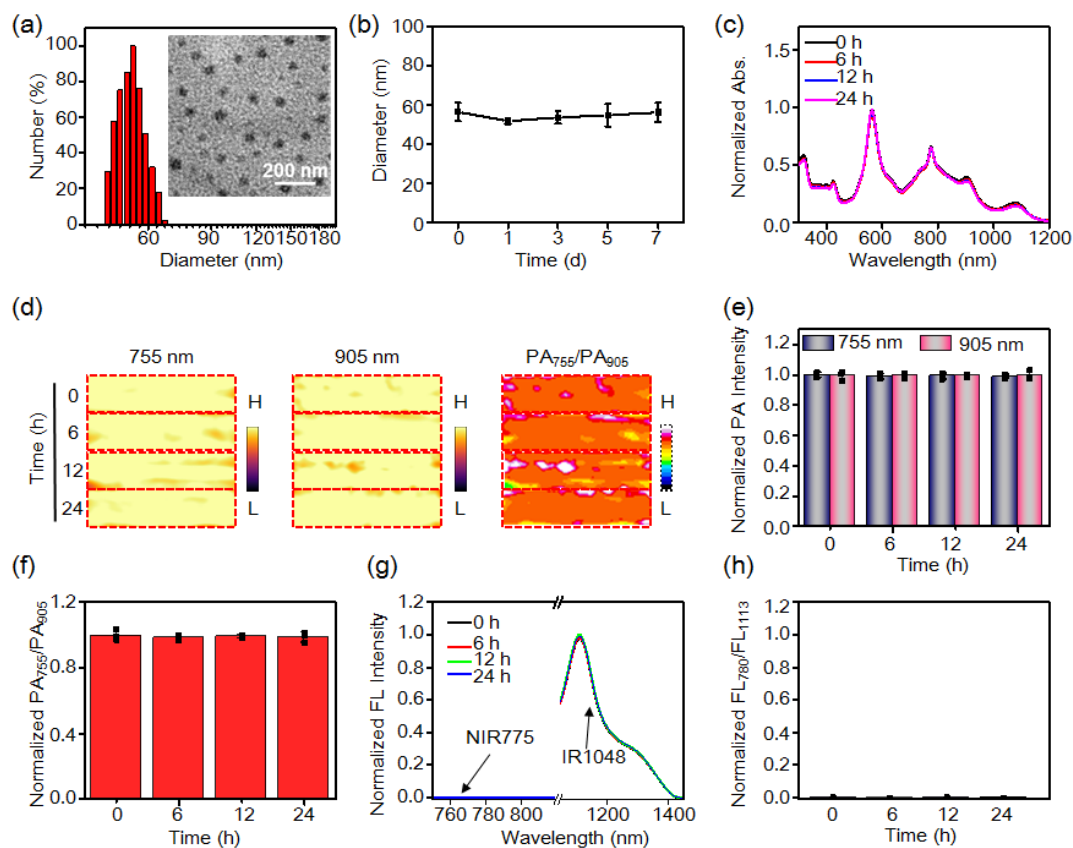 (a)
100
80
60
40
20
0
Number (%)
200 nm
60
90
120
150
180
Diameter (nm)
(b)
100
80
60
40
20
0
Diameter (nm)
0 1 3 5 7
Time (d)
(c)
0 h
6 h
12 h
24 h
1.5
1.0
0.5
0.0
Normalized Abs.
400 600 800 1000 1200
Wavelength (nm)
(d)
755 nm
905 nm
PA755/PA905
Time (h)
0
6
12
24
H
L
H
L
H
L
(e)
755 nm
905 nm
1.2
1.0
0.8
0.6
0.4
0.2
0.0
Normalized PA Intensity
0 6 12 24
Time (h)
(f)
1.2
0.8
0.4
0.0
Normalized PA755/PA905
0 6 12 24
Time (h)
(g)
0 h
6 h
12 h
24 h
1.2
1.0
0.8
0.6
0.4
0.2
0.0
Normalized FL Intensity
NIR775
IR1048
760 780 800 1200 1400
Wavelength (nm)
(h)
1.2
1.0
0.8
0.6
0.4
0.2
0.0
FL780/FL1113
0 6 12 24
Time (h)